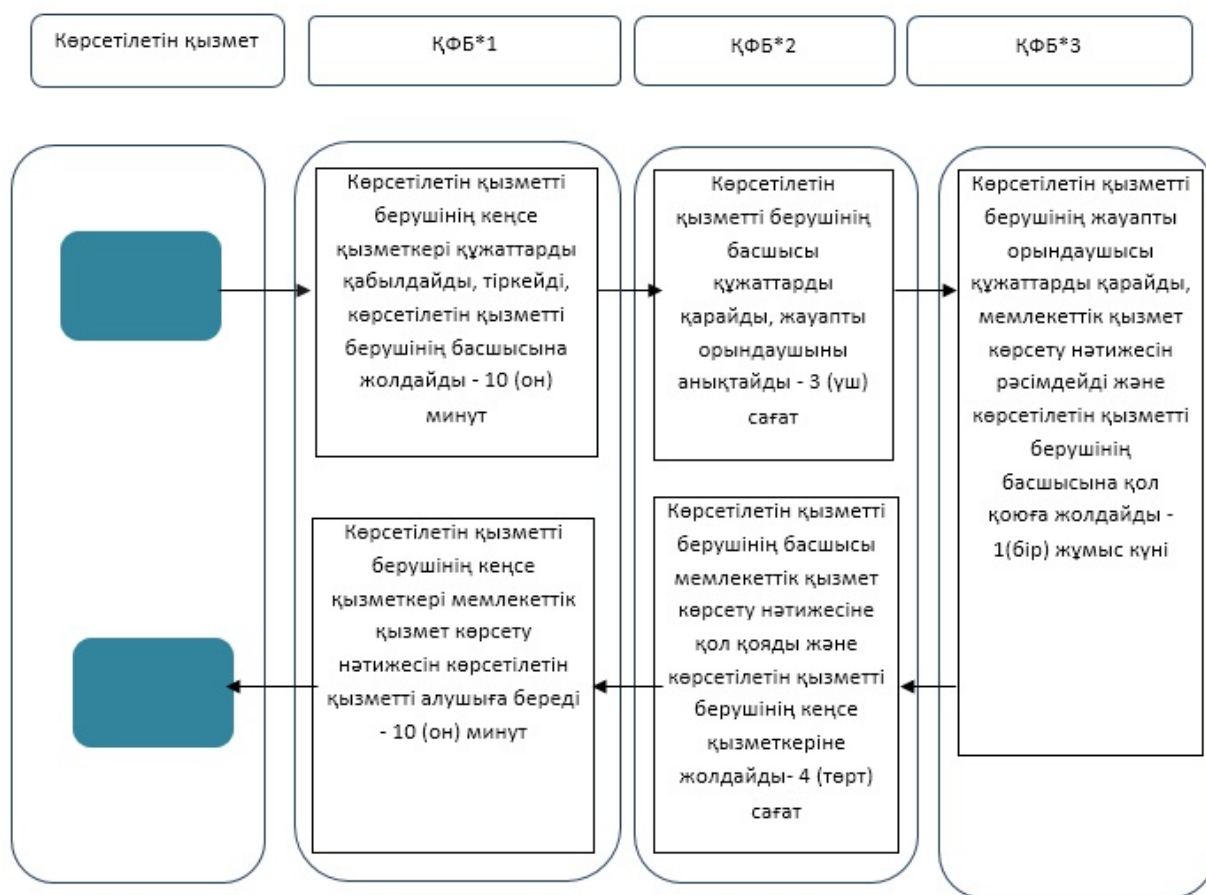 Көрсетілетін қызмет
ҚФБ*1
ҚФБ*2
ҚФБ*3
Көрсетілетін қызметті
берушінің кеңсе
қызметкері құжаттарды
қабылдайды, тіркейді,
көрсетілетін қызметті
берушінің басшысына
жолдайды - 10 (он)
минут
Көрсетілетін
қызметті берушінің
басшысы
құжаттарды
қарайды, жауапты
орындаушыны
анықтайды - 3 (үш)
сағат
Көрсетілетін қызметті
берушінің жауапты
орындаушысы
құжаттарды қарайды,
мемлекеттік қызмет
көрсету нәтижесін
рәсімдейді және
көрсетілетін қызметті
берушінің
басшысына қол
қоюға жолдайды -
1(бір) жұмыс күні
Көрсетілетін қызметті
берушінің басшысы
мемлекеттік қызмет
көрсету нәтижесіне
қол қояды және
көрсетілетін қызметті
берушінің кеңсе
қызметкеріне
жолдайды- 4 (төрт)
сағат
Көрсетілетін қызметті
берушінің кеңсе
қызметкері мемлекеттік
қызмет көрсету
нәтижесін көрсетілетін
қызметті алушыға береді
- 10 (он) минут